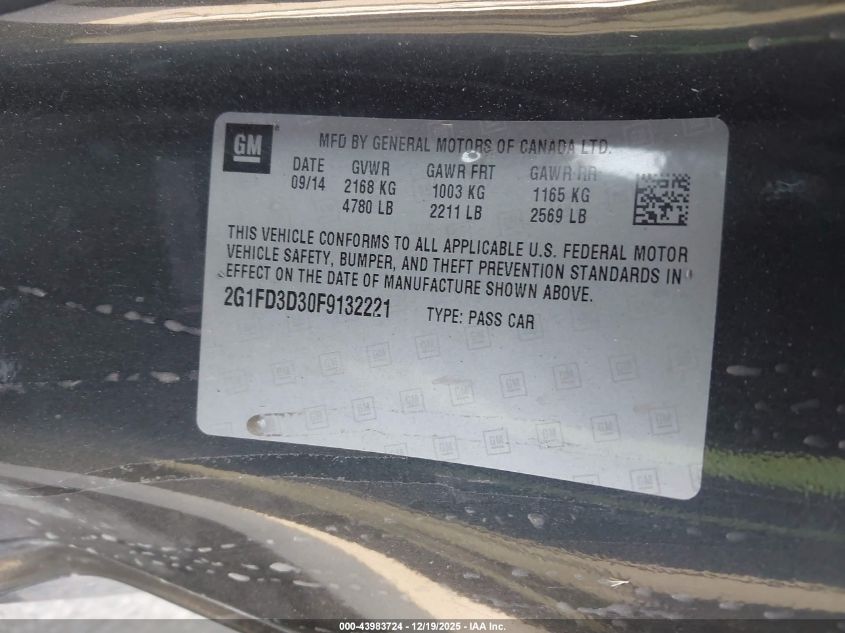 GM
MFD BY GENERAL MOTORS OF CANADA LTD.
DATE GVWR GAWR FRT GAWR RR
09/14 2168 KG 1003 KG 1165 KG
4780 LB 2211 LB 2569 LB
THIS VEHICLE CONFORMS TO ALL APPLICABLE U.S. FEDERAL MOTOR
VEHICLE SAFETY, BUMPER, AND THEFT PREVENTION STANDARDS IN
EFFECT ON THE DATE OF MANUFACTURE SHOWN ABOVE.
2G1FD3D30F9132221 TYPE: PASS CAR
000-43983724 - 12/19/2025 - IAA Inc.